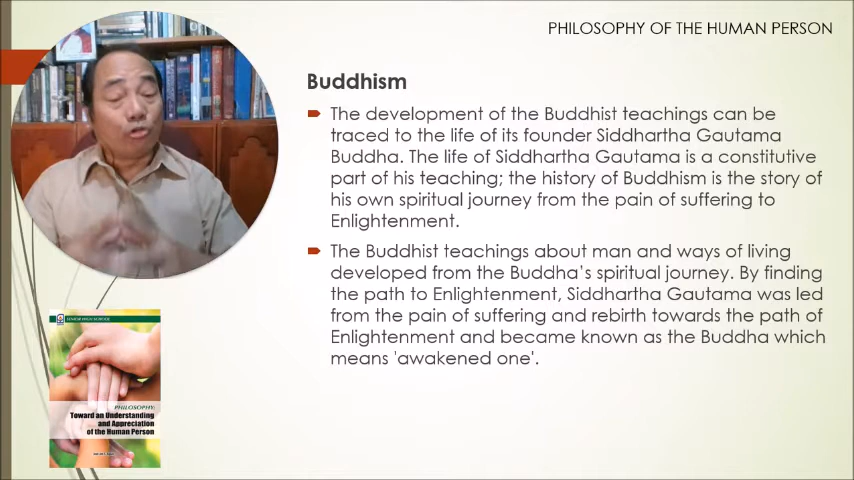 PHILOSOPHY OF THE HUMAN PERSON
Buddhism
The development of the Buddhist teachings can be
traced to the life of its founder Siddhartha Gautama
Buddha. The life of Siddhartha Gautama is a constitutive
part of his teaching; the history of Buddhism is the story of
his own spiritual journey from the pain of suffering to
Enlightenment.
The Buddhist teachings about man and ways of living
developed from the Buddha's spiritual journey. By finding
the path to Enlightenment, Siddhartha Gautama was led
from the pain of suffering and rebirth towards the path of
Enlightenment and became known as the Buddha which
means 'awakened one'.
SENIOR HIGH SCHOOL
PHILOSOPHY:
Toward an Understanding
and Appreciation
of the Human Person